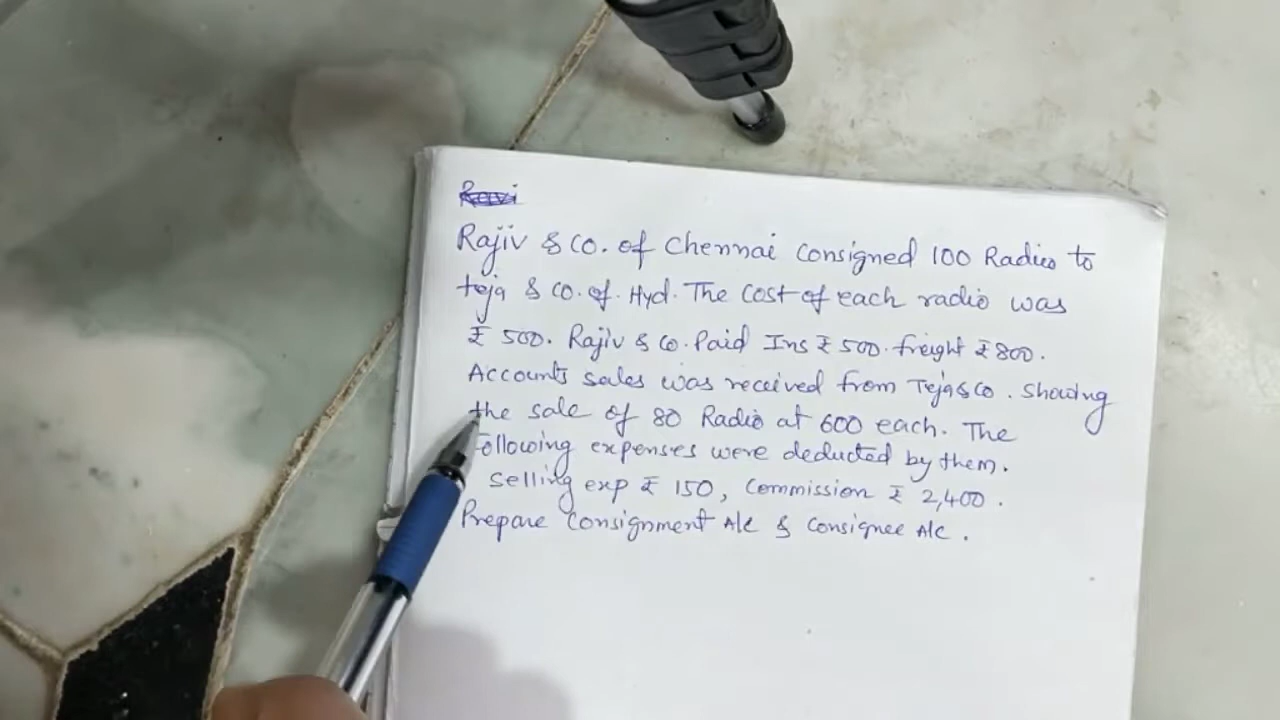 Ravi
Rajiv & Co. of Chennai Consigned 100 Radios to
teja & Co. of. Hyd. The Cost of each radio was
₹ 500. Rajiv & Co. Paid Ins ₹ 500. freight ₹ 800.
Accounts sales was received from Teja & Co. Showing
the sale of 80 Radio at 600 each. The
following expenses were deducted by them.
Selling exp ₹ 150, Commission ₹ 2,400.
Prepare Consignment A/c & Consignee A/c.